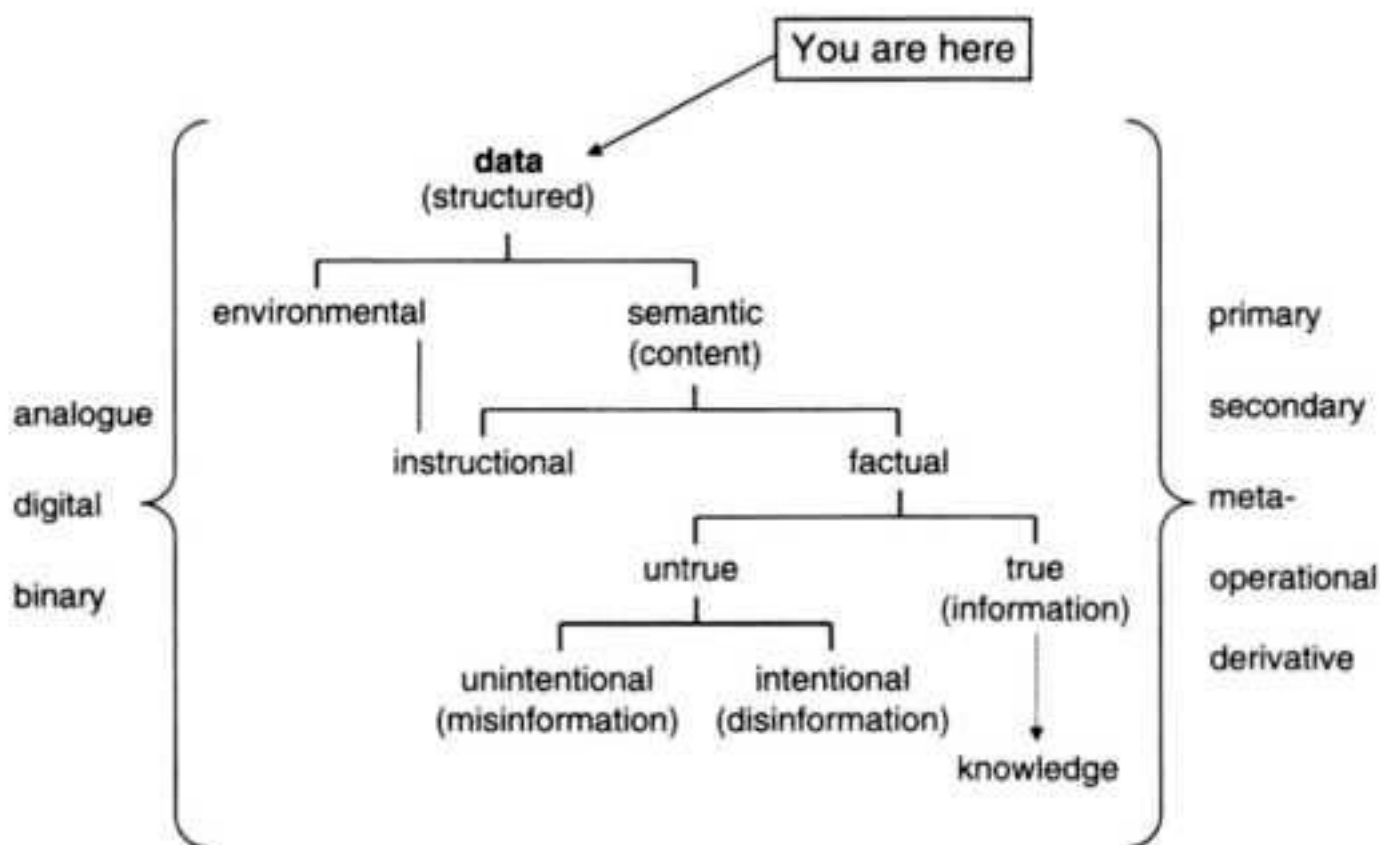 You are here
data
(structured)
environmental
semantic
(content)
instructional
factual
untrue
true
(information)
unintentional
(misinformation)
intentional
(disinformation)
knowledge
analogue
digital
binary
primary
secondary
meta-
operational
derivative